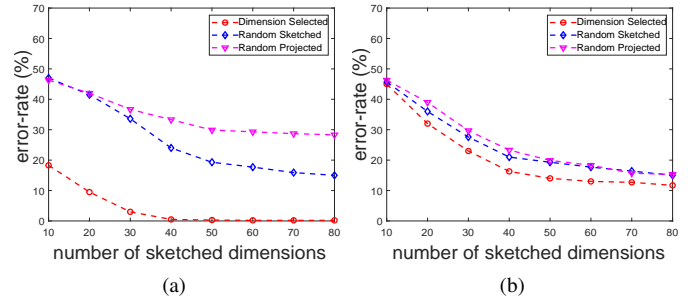 70
60
50
40
30
20
10
0
error-rate (%)
Dimension Selected
Random Sketched
Random Projected
10 20 30 40 50 60 70 80
number of sketched dimensions
(a)
70
60
50
40
30
20
10
0
error-rate (%)
Dimension Selected
Random Sketched
Random Projected
10 20 30 40 50 60 70 80
number of sketched dimensions
(b)